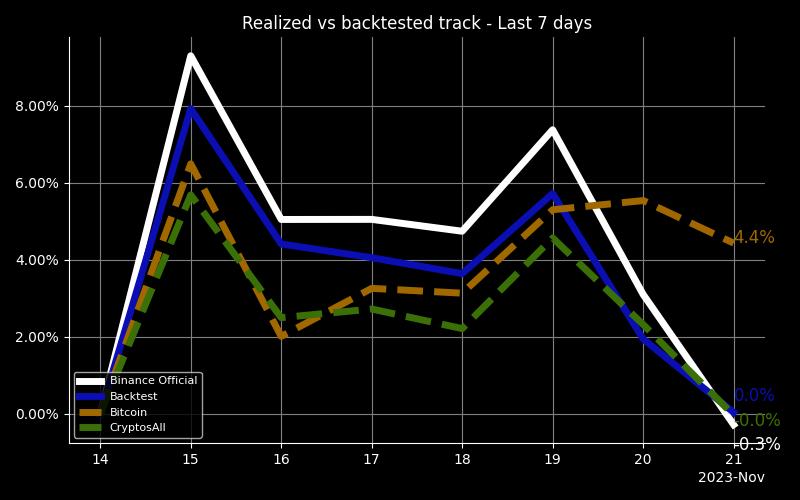 Realized vs backtested track - Last 7 days
8.00%
6.00%
4.00%
2.00%
0.00%
4.4%
0.0%
-0.0%
-0.3%
Binance Official
Backtest
Bitcoin
CryptosAll
14 15 16 17 18 19 20 21
2023-Nov